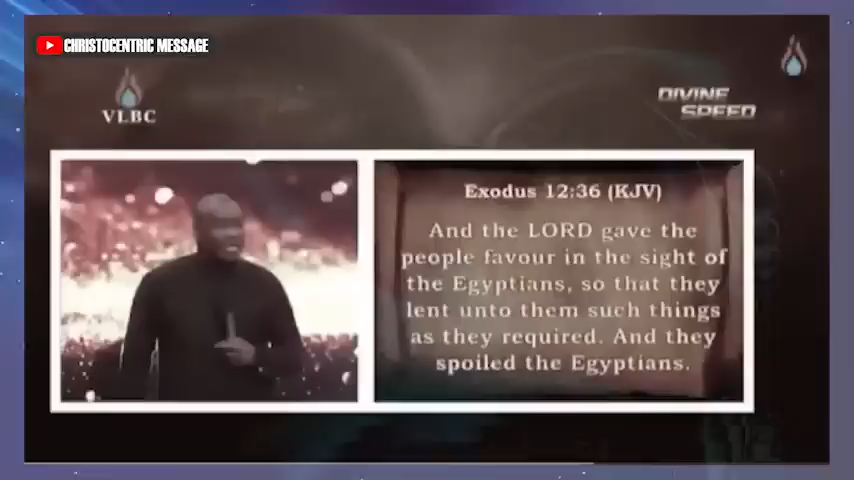 CHRISTOCENTRIC MESSAGE
VLBC
DIVINE
SPEED
Exodus 12:36 (KJV)
And the LORD gave the
people favour in the sight of
the Egyptians, so that they
lent unto them such things
as they required. And they
spoiled the Egyptians.